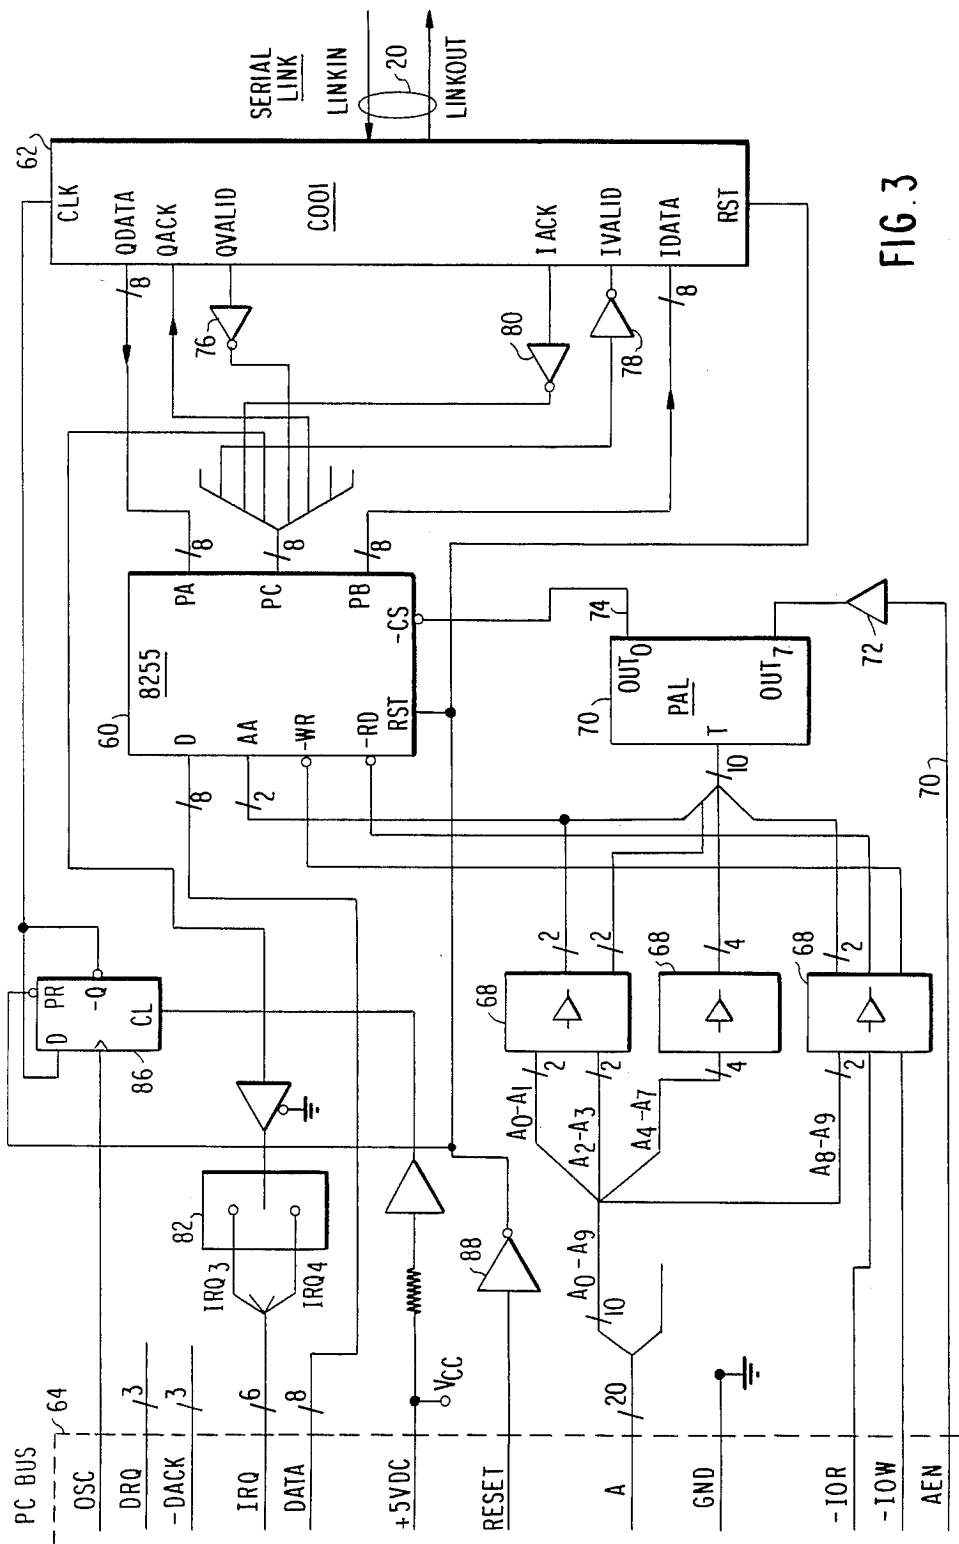 PC BUS
64
OSC
DRQ
3
-DACK
3
IRQ
6
DATA
8
+5VDC
VCC
RESET
A
20
GND
-IOR
-IOW
AEN
70
82
IRQ3
IRQ4
88
A0-A9
10
A0-A1
2
A2-A3
2
A4-A7
4
A8-A9
2
86
D
PR
-Q
CL
68
2
2
68
4
68
2
60
8255
D
8
AA
2
-WR
-RD
RST
-CS
PA
8
PC
8
PB
8
70
PAL
T
10
OUT0
OUT7
74
72
62
CLK
QDATA
8
QACK
QVALID
76
C001
IACK
80
IVALID
78
IDATA
8
RST
SERIAL
LINK
LINKIN
20
LINKOUT
FIG. 3